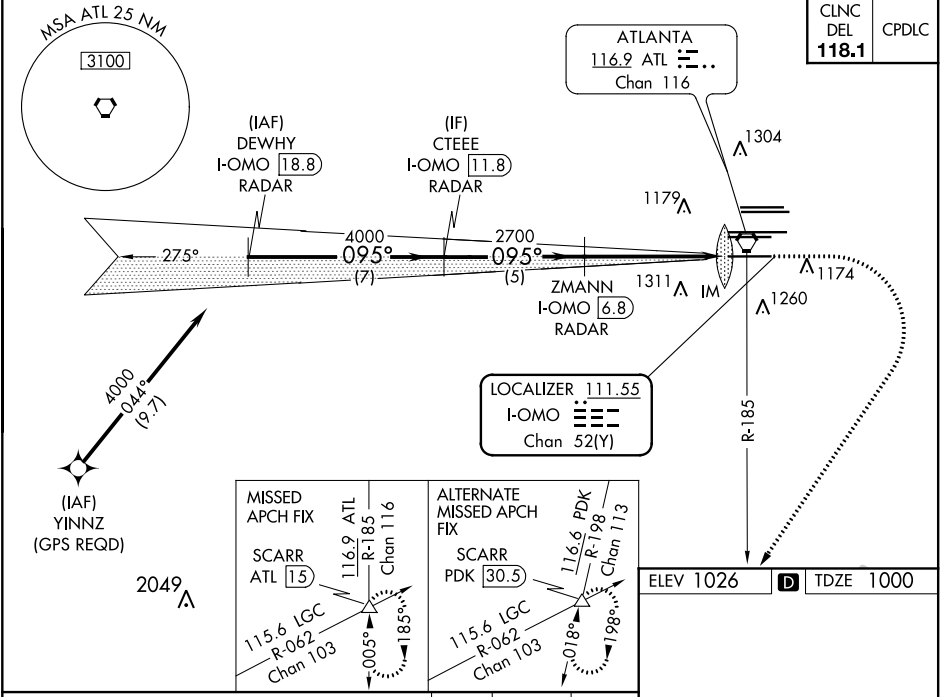 MSA ATL 25 NM
3100
CLNC
DEL
118.1
CPDLC
ATLANTA
116.9 ATL
Chan 116
(IAF)
DEWHY
I-OMO 18.8
RADAR
(IF)
CTEEE
I-OMO 11.8
RADAR
1304
1179
275°
4000
095°
(7)
2700
095°
(5)
ZMANN
I-OMO 6.8
RADAR
1311
IM
1174
1260
4000
044°
(9.7)
LOCALIZER 111.55
I-OMO
Chan 52(Y)
R-185
(IAF)
YINNZ
(GPS REQD)
2049
MISSED
APCH FIX
SCARR
ATL 15
116.9 ATL
R-185
Chan 116
115.6 LGC
R-062
Chan 103
005°
185°
ALTERNATE
MISSED APCH
FIX
SCARR
PDK 30.5
116.6 PDK
R-198
Chan 113
115.6 LGC
R-062
Chan 103
018°
198°
ELEV 1026
D
TDZE 1000